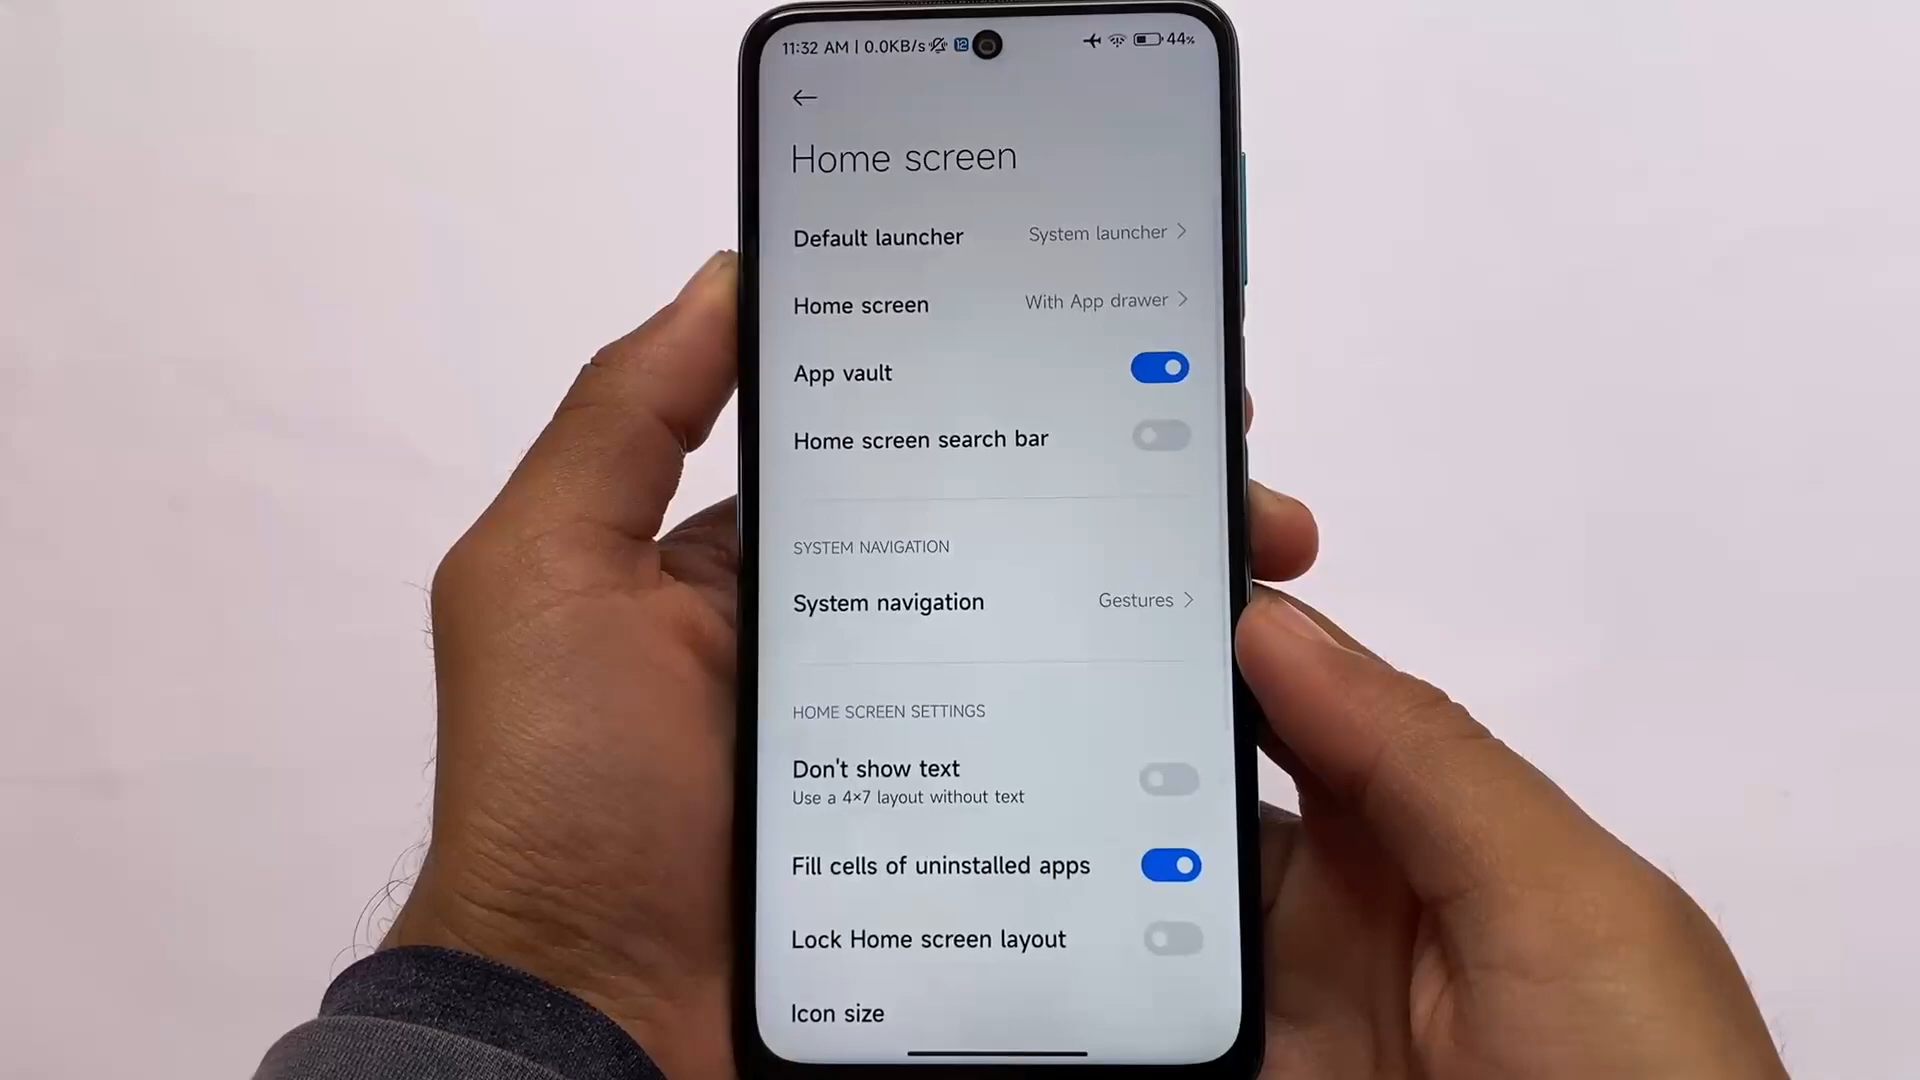 11:32 AM | 0.0KB/s 12 44%
Home screen
Default launcher System launcher
Home screen With App drawer
App vault
Home screen search bar
SYSTEM NAVIGATION
System navigation Gestures
HOME SCREEN SETTINGS
Don't show text
Use a 4×7 layout without text
Fill cells of uninstalled apps
Lock Home screen layout
Icon size